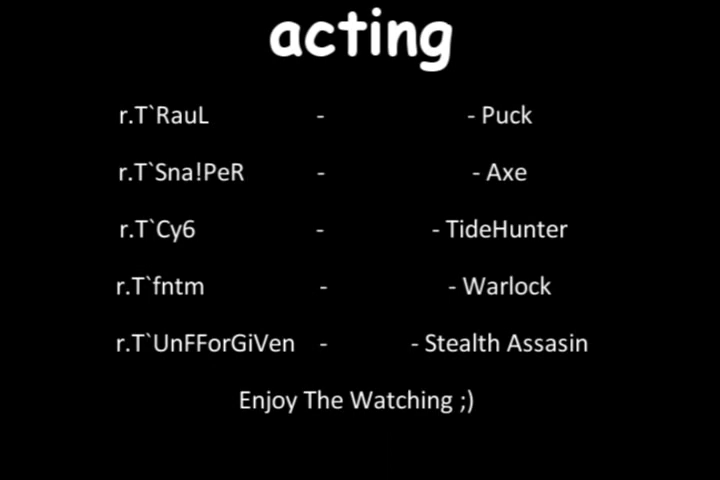 acting
r.T`RauL - - Puck
r.T`Sna!PeR - - Axe
r.T`Cy6 - - TideHunter
r.T`fntm - - Warlock
r.T`UnFForGiVen - - Stealth Assasin
Enjoy The Watching ;)